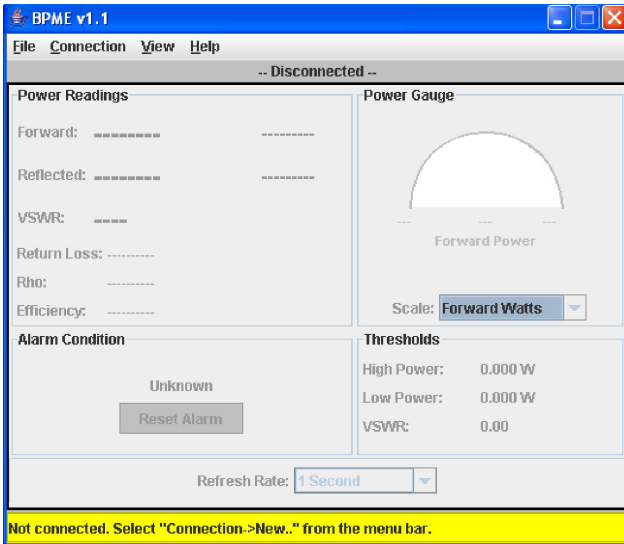 BPME v1.1
File Connection View Help
-- Disconnected --
Power Readings
Forward: -------- ---------
Reflected: -------- ---------
VSWR: ----
Return Loss: ----------
Rho: ----------
Efficiency: ----------
Power Gauge
--- --- ---
Forward Power
Scale: Forward Watts
Alarm Condition
Unknown
Reset Alarm
Thresholds
High Power: 0.000 W
Low Power: 0.000 W
VSWR: 0.00
Refresh Rate: 1 Second
Not connected. Select "Connection->New.." from the menu bar.